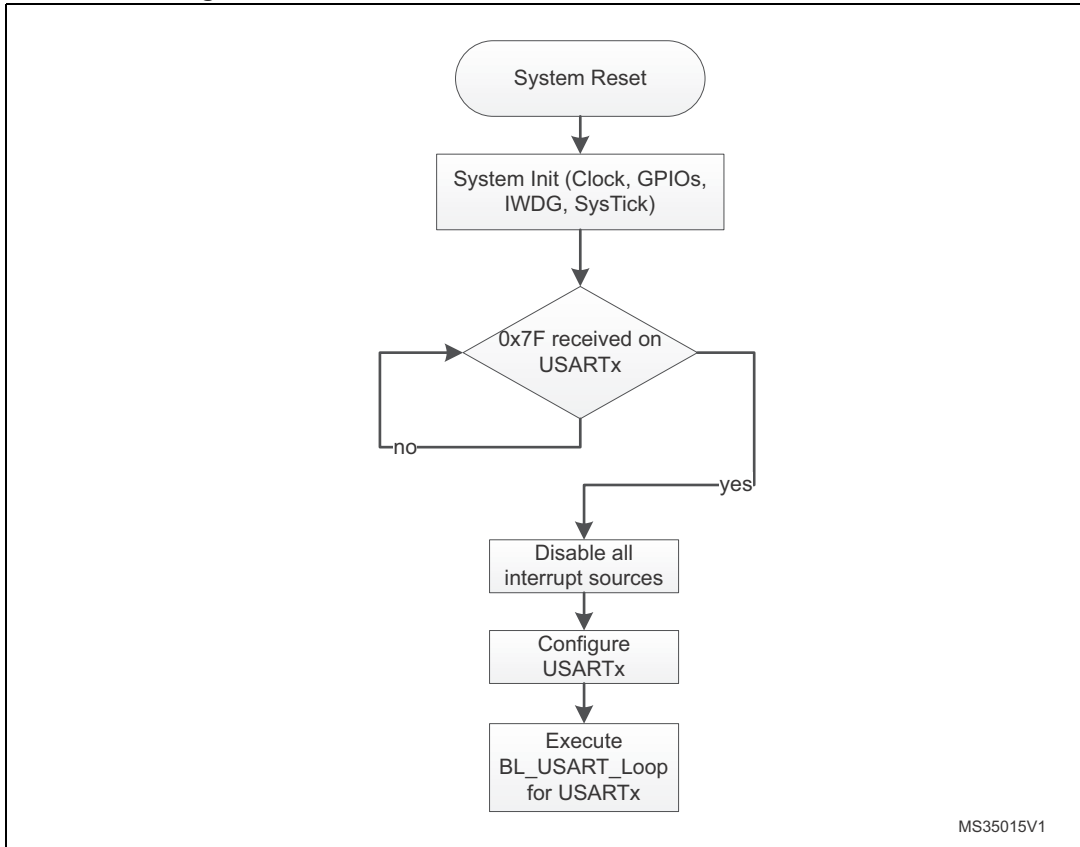 System Reset
System Init (Clock, GPIOs,
IWDG, SysTick)
0x7F received on
USARTx
no
yes
Disable all
interrupt sources
Configure
USARTx
Execute
BL_USART_Loop
for USARTx
MS35015V1